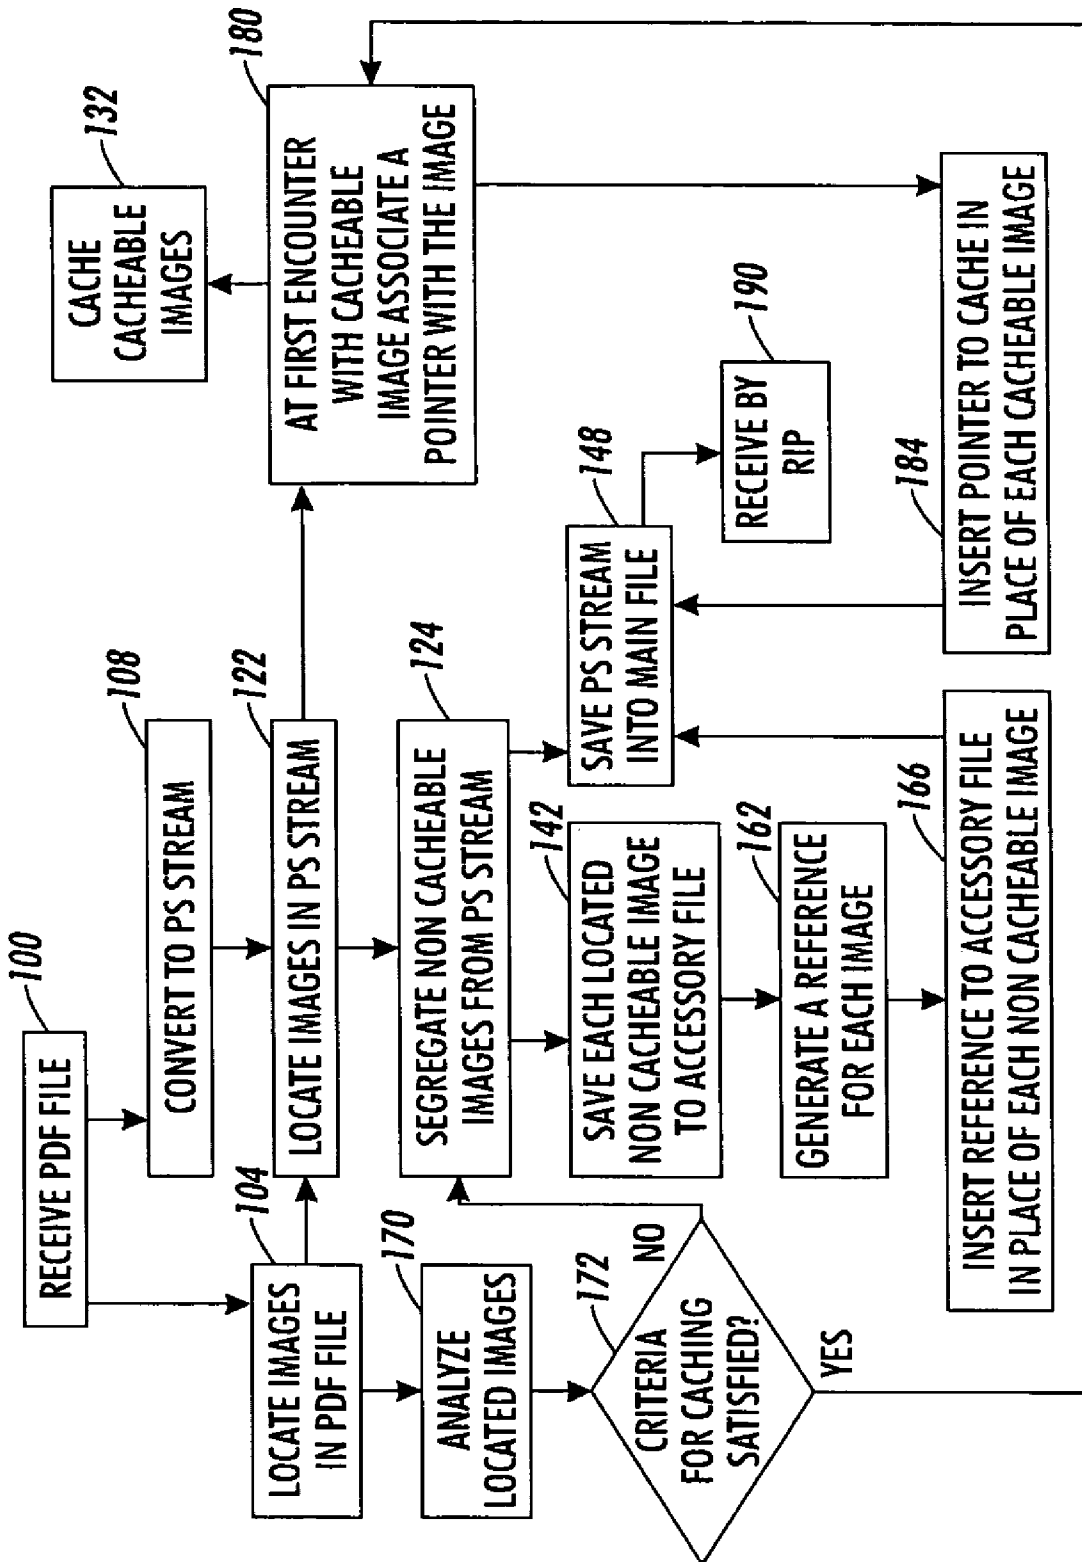 100
RECEIVE PDF FILE
104
LOCATE IMAGES
IN PDF FILE
108
CONVERT TO PS STREAM
122
LOCATE IMAGES IN PS STREAM
170
ANALYZE
LOCATED IMAGES
124
SEGREGATE NON CACHEABLE
IMAGES FROM PS STREAM
172
CRITERIA
FOR CACHING
SATISFIED?
NO
YES
142
SAVE EACH LOCATED
NON CACHEABLE IMAGE
TO ACCESSORY FILE
148
SAVE PS STREAM
INTO MAIN FILE
162
GENERATE A REFERENCE
FOR EACH IMAGE
190
RECEIVE BY
RIP
166
INSERT REFERENCE TO ACCESSORY FILE
IN PLACE OF EACH NON CACHEABLE IMAGE
184
INSERT POINTER TO CACHE IN
PLACE OF EACH CACHEABLE IMAGE
132
CACHE
CACHEABLE
IMAGES
180
AT FIRST ENCOUNTER
WITH CACHEABLE
IMAGE ASSOCIATE A
POINTER WITH THE IMAGE